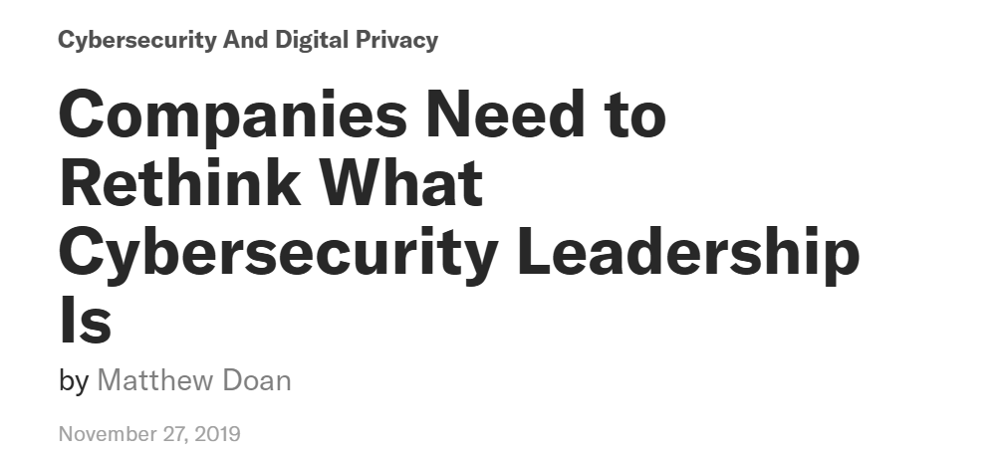 Cybersecurity And Digital Privacy
Companies Need to
Rethink What
Cybersecurity Leadership
Is
by Matthew Doan
November 27, 2019